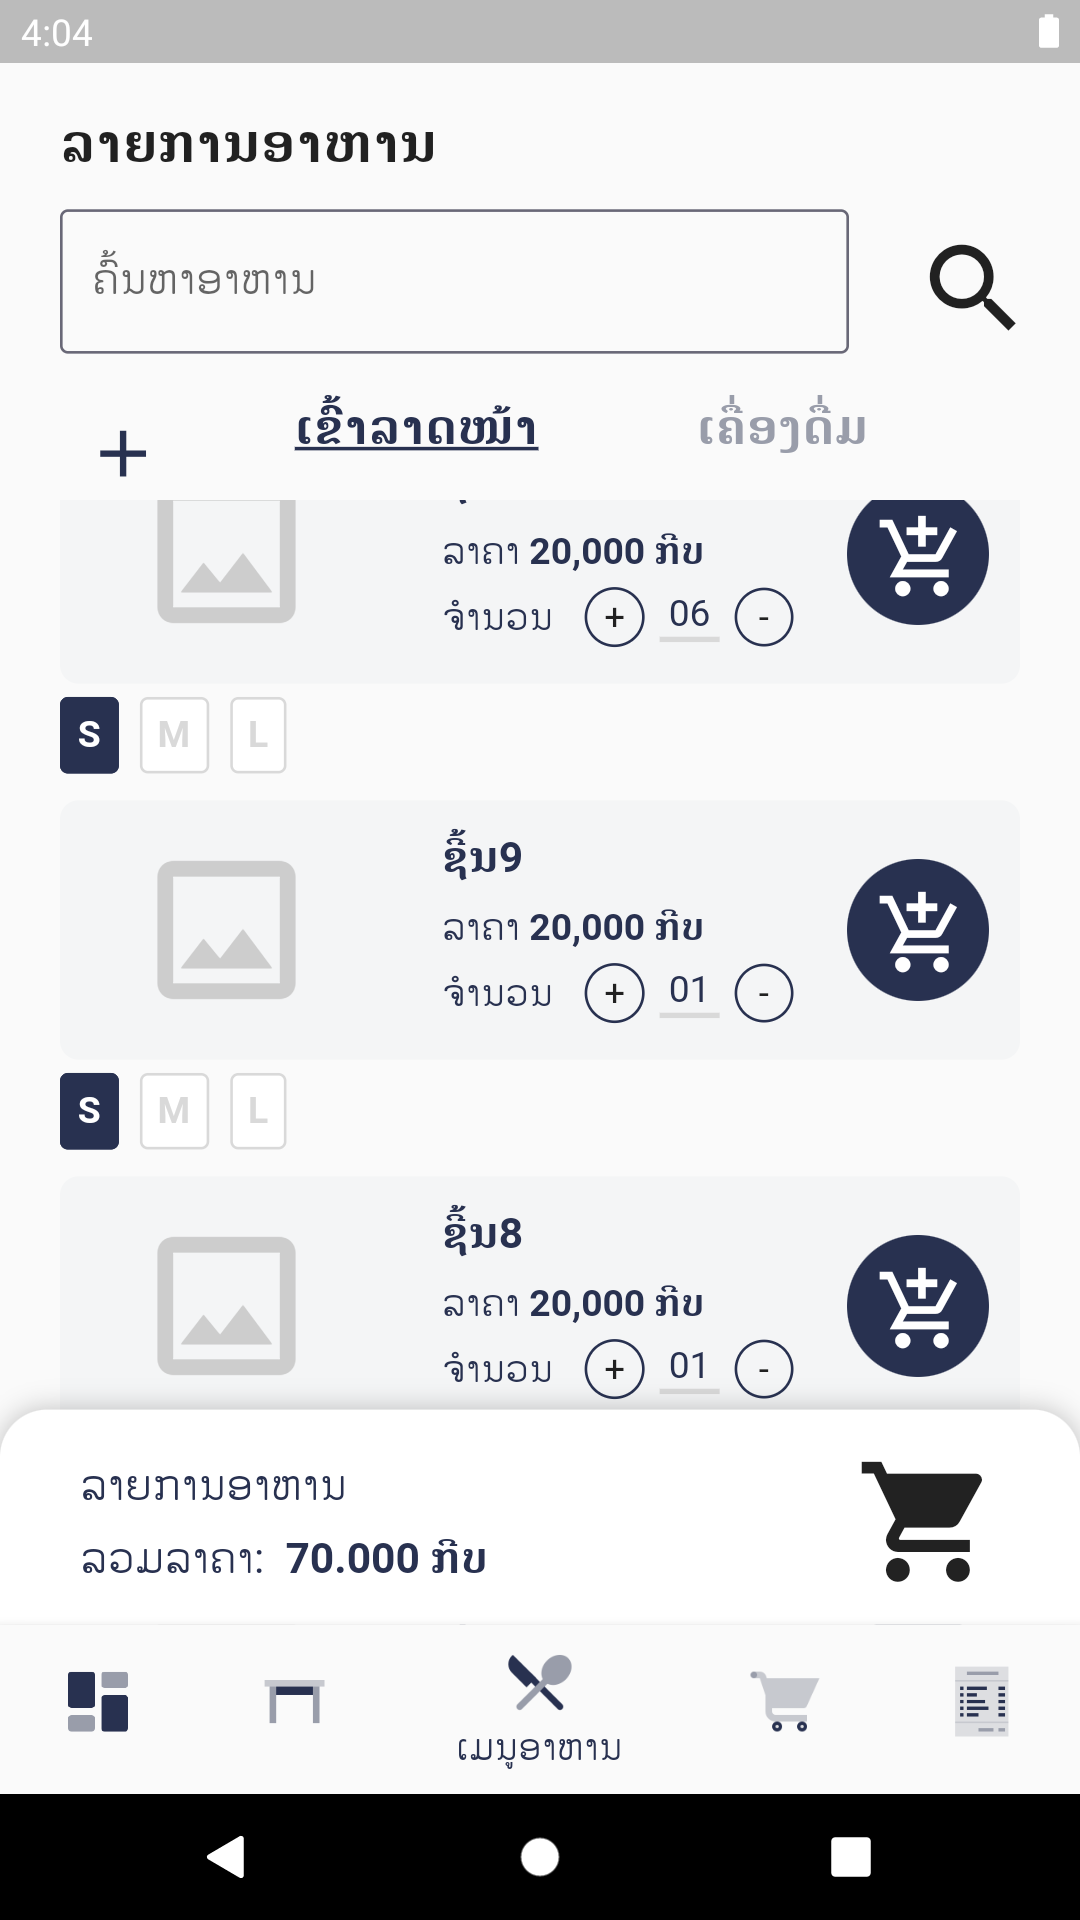 4:04
ລາຍການອາຫານ
ຄົ້ນຫາອາຫານ
ເຂົ້າລາດໜ້າ ເຄື່ອງດື່ມ
ລາຄາ 20,000 ກີບ
ຈຳນວນ + 06 -
S M L
ຊີ້ນ9
ລາຄາ 20,000 ກີບ
ຈຳນວນ + 01 -
S M L
ຊີ້ນ8
ລາຄາ 20,000 ກີບ
ຈຳນວນ + 01 -
ລາຍການອາຫານ
ລວມລາຄາ: 70.000 ກີບ
ເມນູອາຫານ